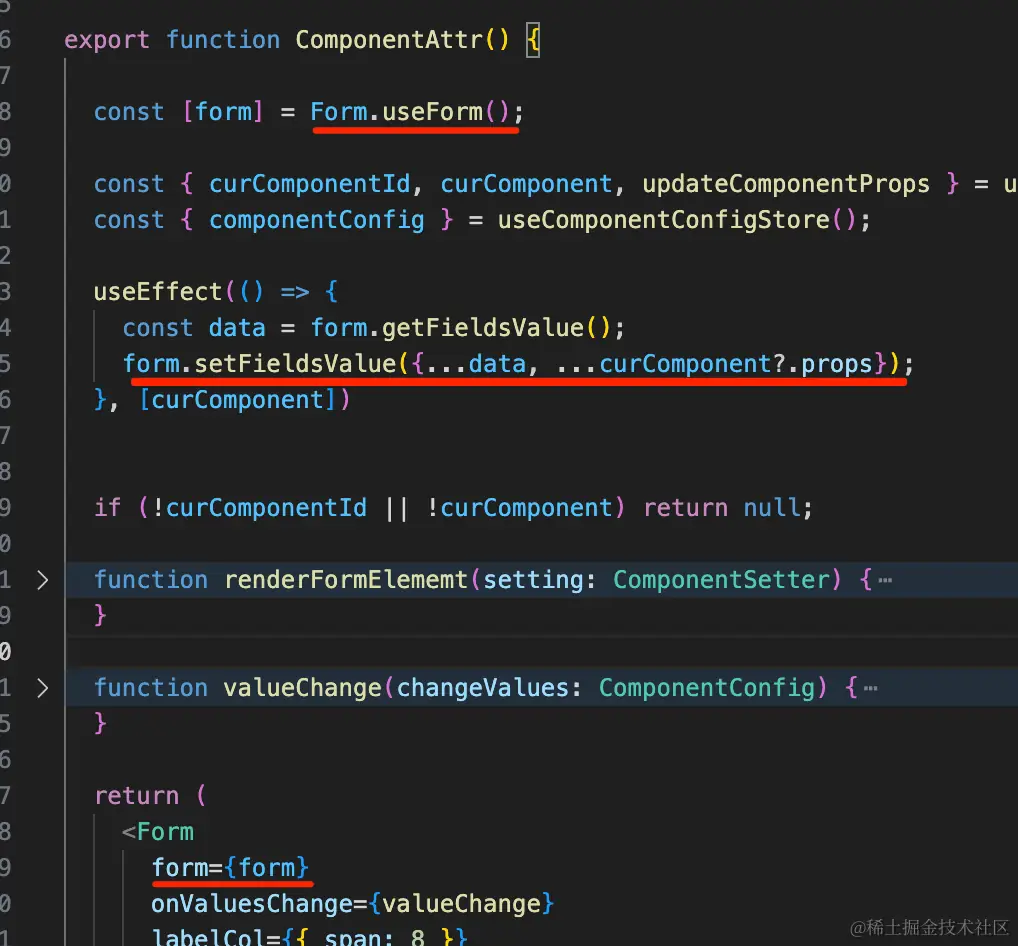 5
6 export function ComponentAttr() {
7
8 const [form] = Form.useForm();
9
0 const { curComponentId, curComponent, updateComponentProps } = u
1 const { componentConfig } = useComponentConfigStore();
2
3 useEffect(() => {
4 const data = form.getFieldsValue();
5 form.setFieldsValue({...data, ...curComponent?.props});
6 }, [curComponent])
7
8
9 if (!curComponentId || !curComponent) return null;
0
1 function renderFormElememt(setting: ComponentSetter) {⋯
9 }
0
1 function valueChange(changeValues: ComponentConfig) {⋯
5 }
6
7 return (
8 <Form
9 form={form}
0 onValuesChange={valueChange}
1 labelCol={{ span: 8 }}
@稀土掘金技术社区